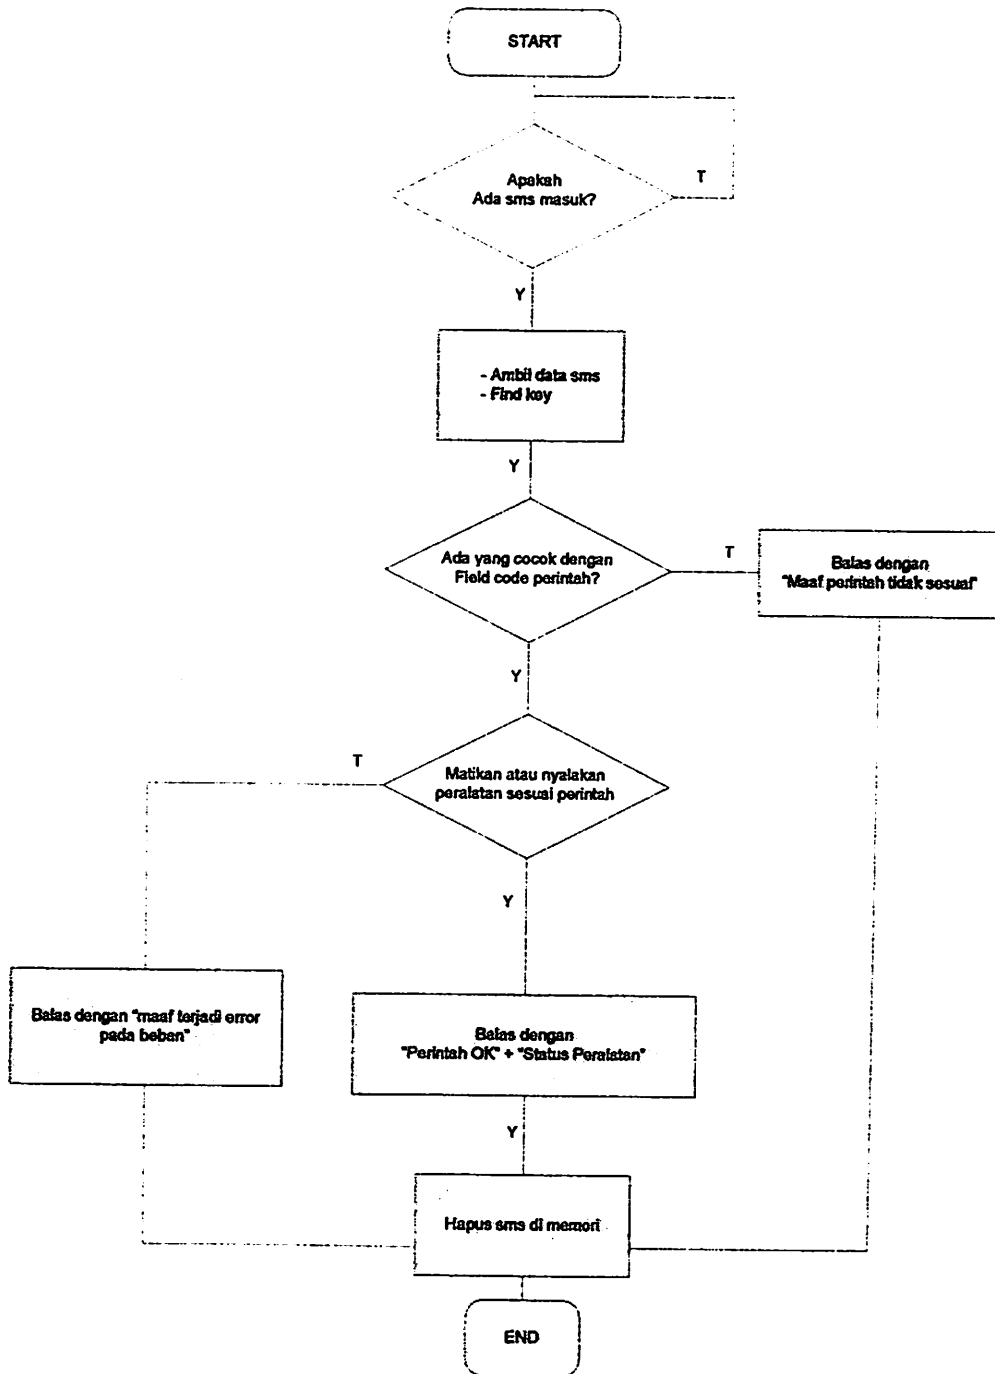 START
Apakah
Ada sms masuk?
T
Y
- Ambil data sms
- Find key
Y
Ada yang cocok dengan
Field code perintah?
T
Balas dengan
"Maaf perintah tidak sesuai"
Y
Matikan atau nyalakan
peralatan sesuai perintah
T
Y
Balas dengan "maaf terjadi error
pada beban"
Balas dengan
"Perintah OK" + "Status Peralatan"
Y
Hapus sms di memori
END